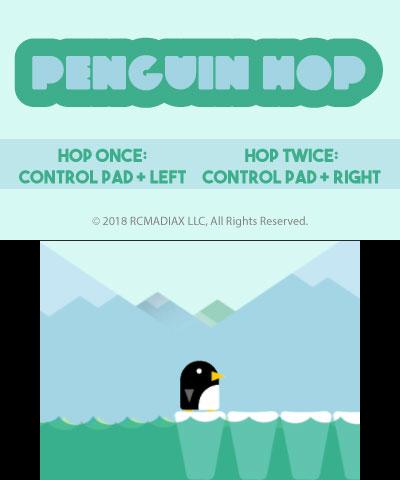 PENGUIN HOP
HOP ONCE:
CONTROL PAD + LEFT
HOP TWICE:
CONTROL PAD + RIGHT
© 2018 RCMADIAX LLC, All Rights Reserved.